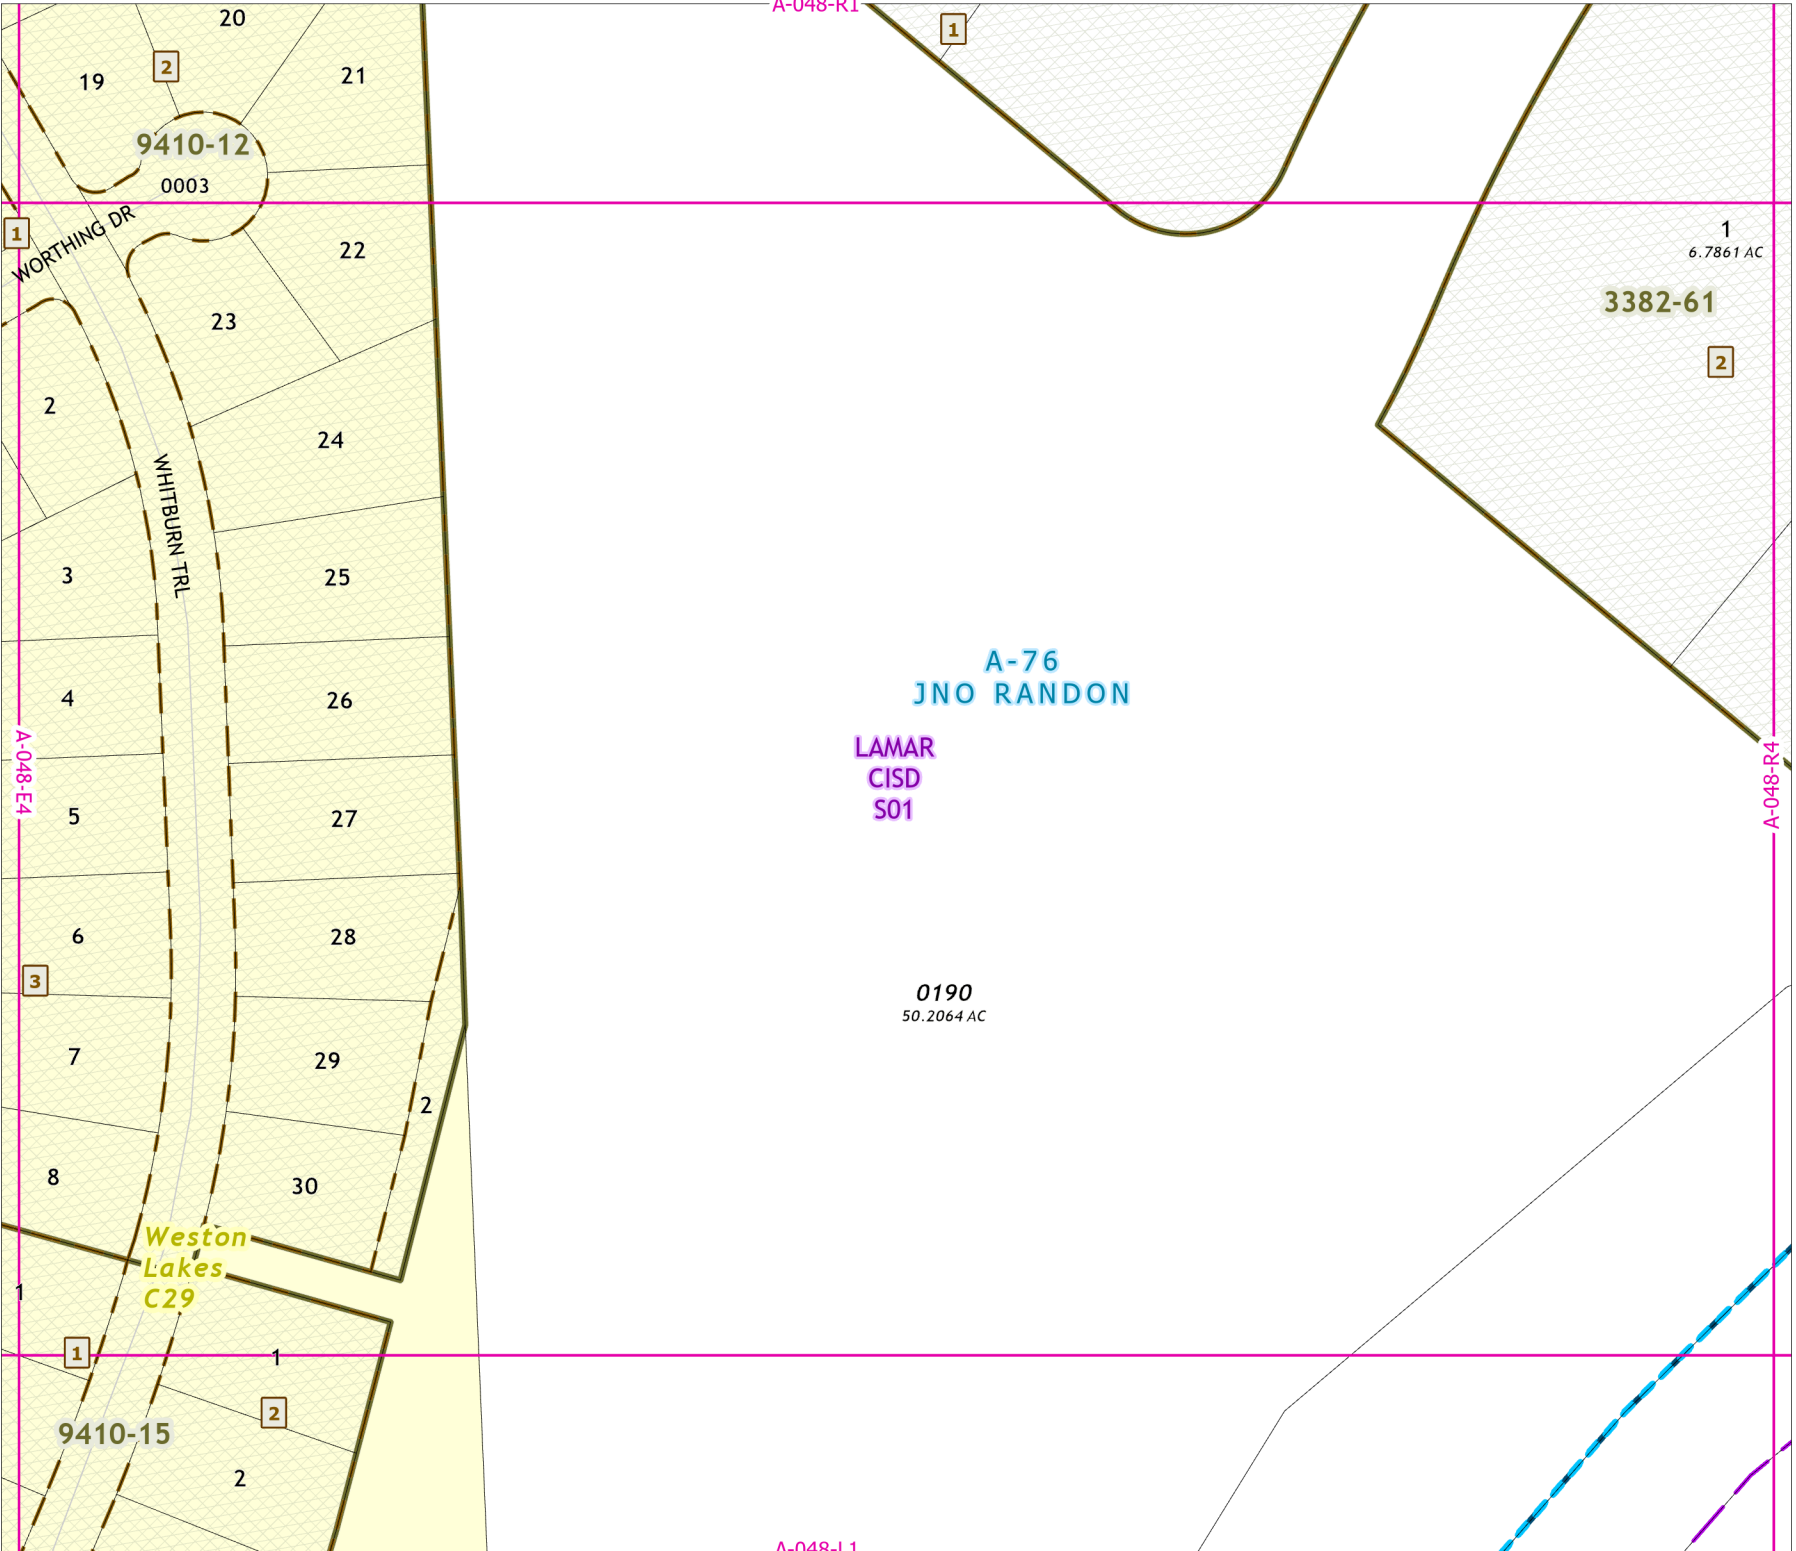 A-048-R1
20
1
2
21
19
9410-12
0003
1
WORTHING DR
22
1
6.7861 AC
3382-61
23
2
2
24
WHITBURN TRL
3
25
A-76
JNO RANDON
4
26
LAMAR
CISD
S01
A-048-E4
A-048-R4
5
27
6
28
3
0190
50.2064 AC
7
29
2
8
30
Weston
Lakes
C29
1
1
1
2
9410-15
2
A-048-L1